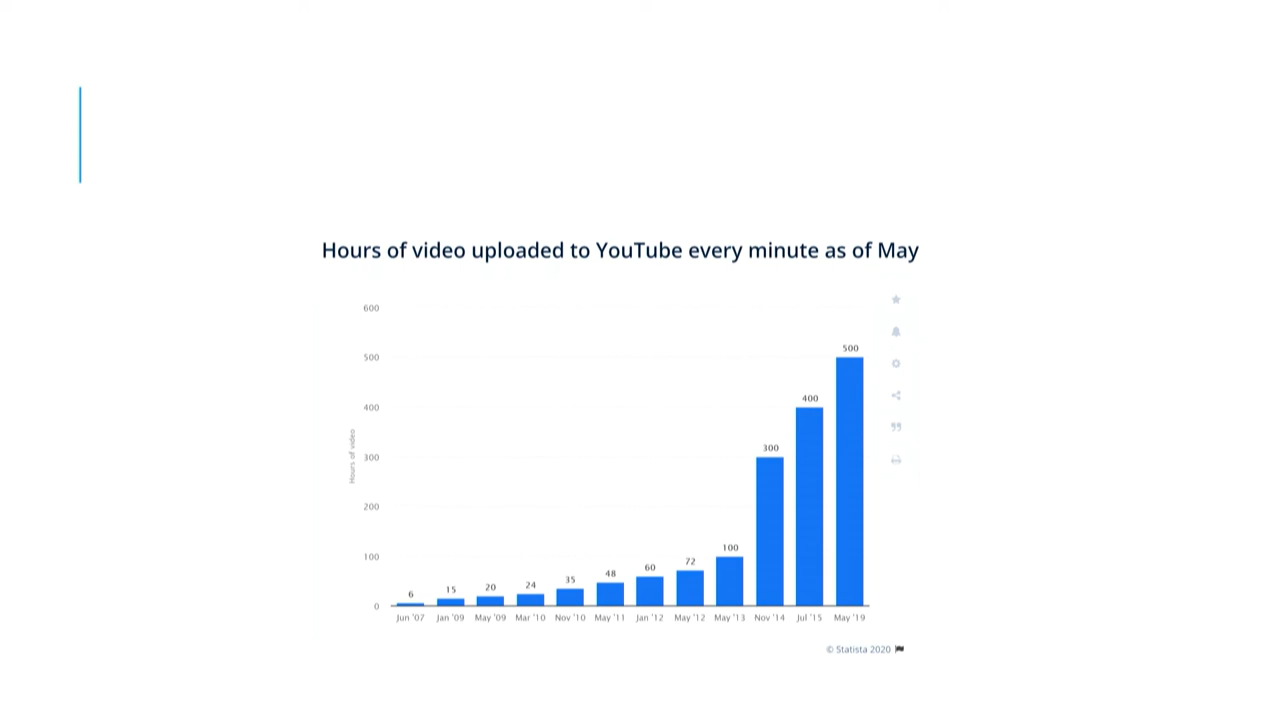 Hours of video uploaded to YouTube every minute as of May
600
500
400
300
200
100
0
Hours of video
6
15
20
24
35
48
60
72
100
300
400
500
Jun '07
Jan '09
May '09
Mar '10
Nov '10
May '11
Jan '12
May '12
May '13
Nov '14
Jul '15
May '19
© Statista 2020